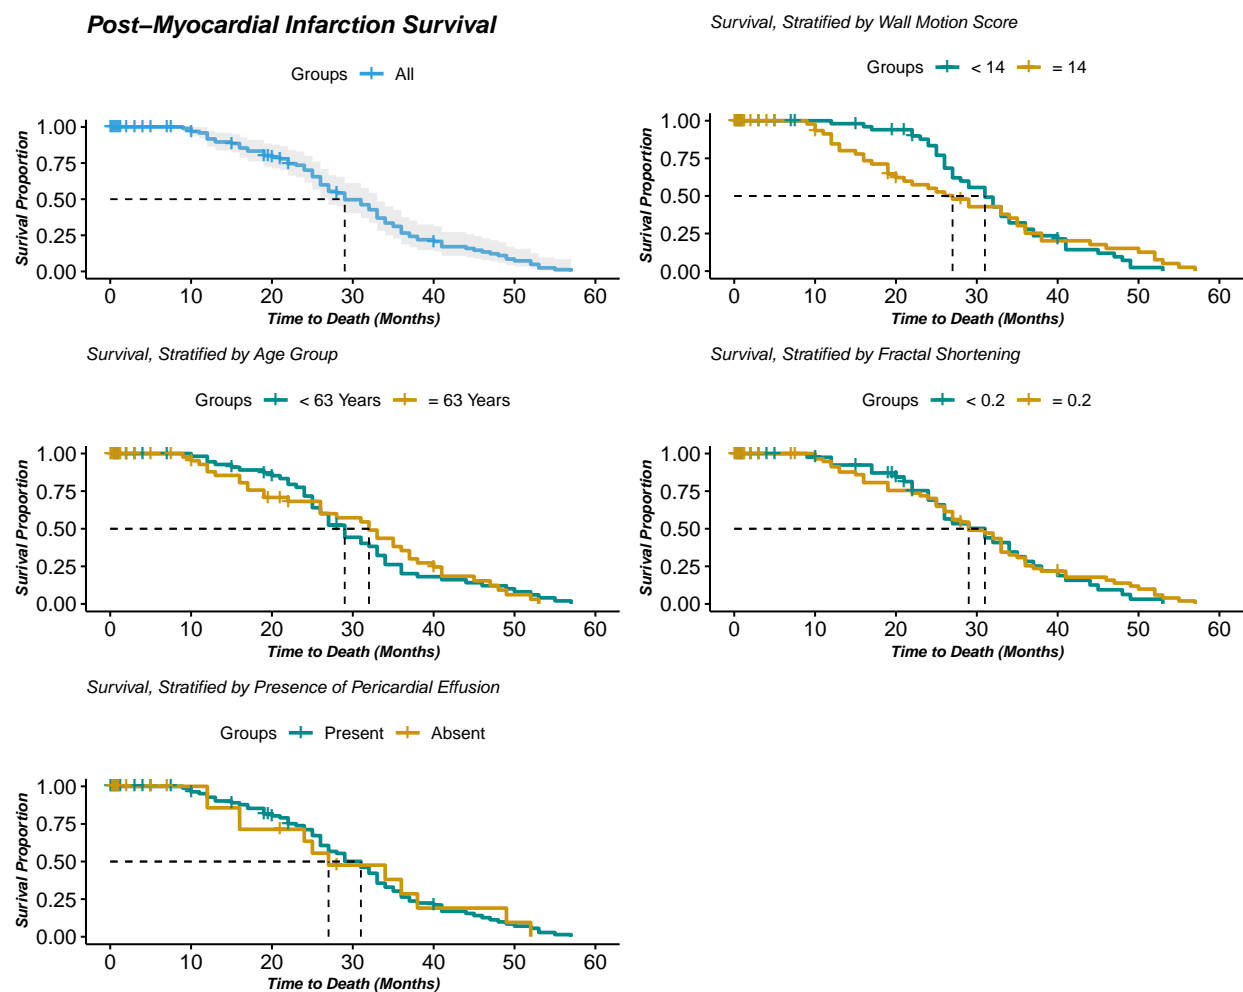 Post–Myocardial Infarction Survival
Groups All
Surival Proportion
1.00
0.75
0.50
0.25
0.00
0 10 20 30 40 50 60
Time to Death (Months)
Survival, Stratified by Wall Motion Score
Groups < 14 = 14
Surival Proportion
1.00
0.75
0.50
0.25
0.00
0 10 20 30 40 50 60
Time to Death (Months)
Survival, Stratified by Age Group
Groups < 63 Years = 63 Years
Surival Proportion
1.00
0.75
0.50
0.25
0.00
0 10 20 30 40 50 60
Time to Death (Months)
Survival, Stratified by Fractal Shortening
Groups < 0.2 = 0.2
Surival Proportion
1.00
0.75
0.50
0.25
0.00
0 10 20 30 40 50 60
Time to Death (Months)
Survival, Stratified by Presence of Pericardial Effusion
Groups Present Absent
Surival Proportion
1.00
0.75
0.50
0.25
0.00
0 10 20 30 40 50 60
Time to Death (Months)